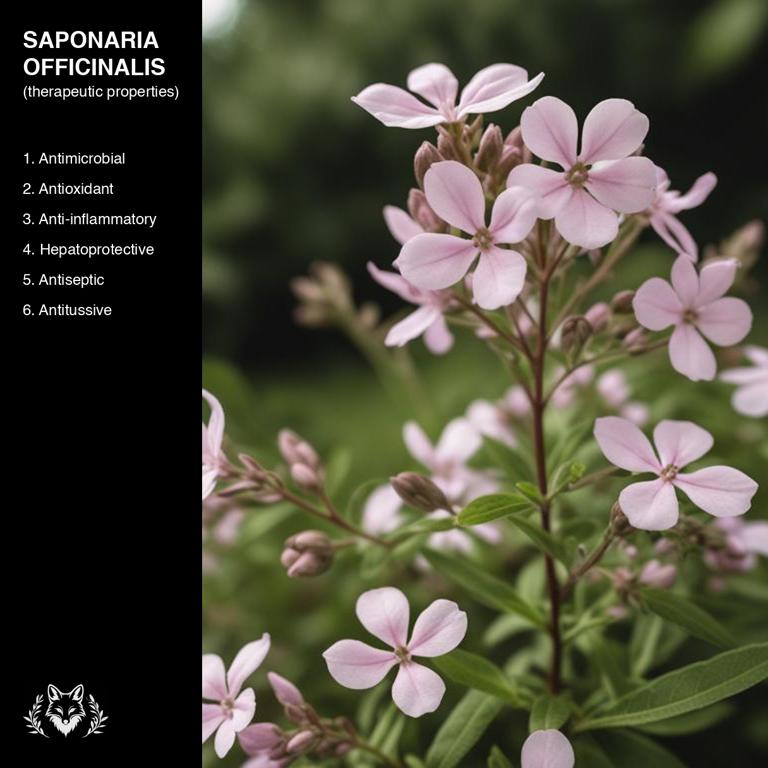 SAPONARIA
OFFICINALIS
(therapeutic properties)
1. Antimicrobial
2. Antioxidant
3. Anti-inflammatory
4. Hepatoprotective
5. Antiseptic
6. Antitussive